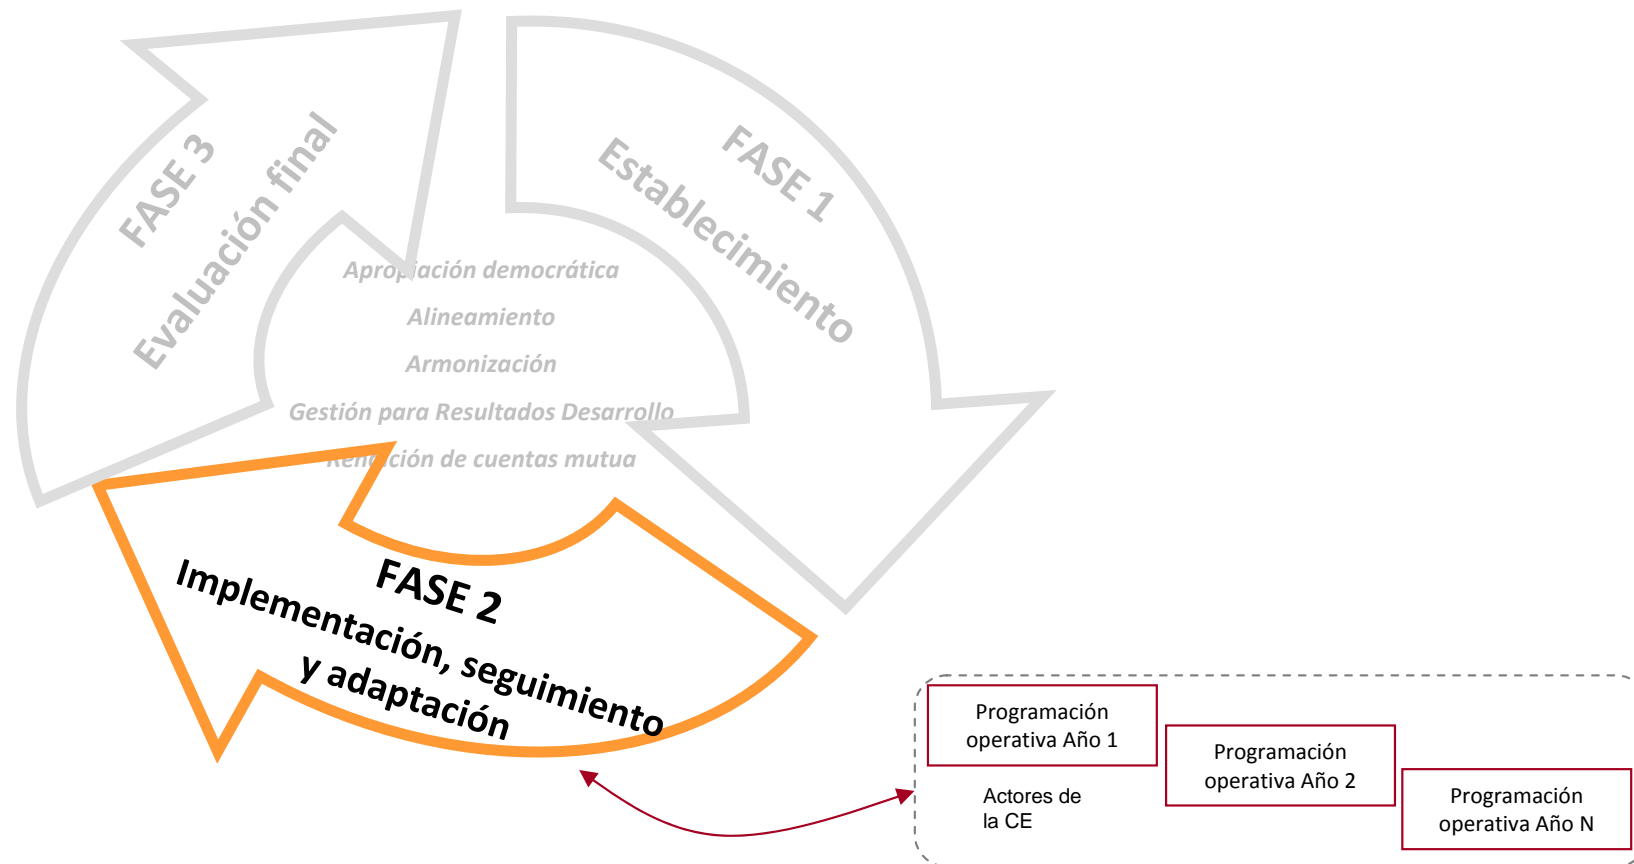 FASE 3
Evaluación final
FASE 1
Establecimiento
Apropiación democrática
Alineamiento
Armonización
Gestión para Resultados Desarrollo
Rendición de cuentas mutua
FASE 2
Implementación, seguimiento
y adaptación
Programación
operativa Año 1
Programación
operativa Año 2
Programación
operativa Año N
Actores de
la CE